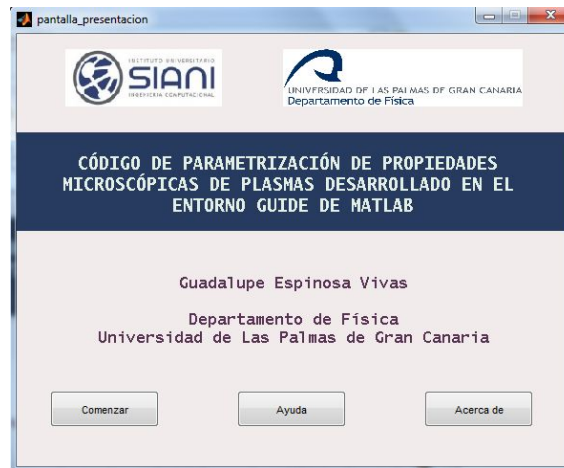 pantalla_presentacion
INSTITUTO UNIVERSITARIO
SIANI
INGENIERÍA COMPUTACIONAL
UNIVERSIDAD DE LAS PALMAS DE GRAN CANARIA
Departamento de Física
CÓDIGO DE PARAMETRIZACIÓN DE PROPIEDADES
MICROSCÓPICAS DE PLASMAS DESARROLLADO EN EL
ENTORNO GUIDE DE MATLAB
Guadalupe Espinosa Vivas
Departamento de Física
Universidad de Las Palmas de Gran Canaria
Comenzar
Ayuda
Acerca de